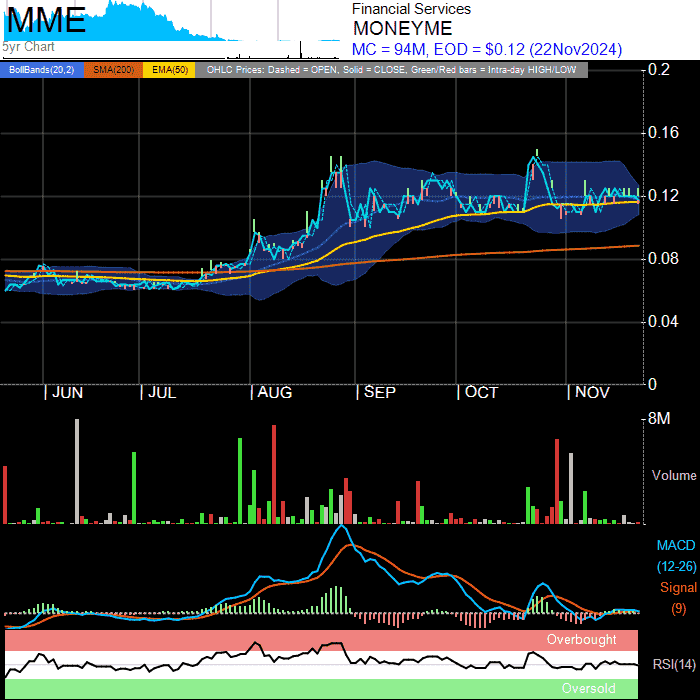 MME
5yr Chart
Financial Services
MONEYME
MC = 94M, EOD = $0.12 (22Nov2024)
BollBands(20,2) SMA(200) EMA(50) OHLC Prices: Dashed = OPEN, Solid = CLOSE, Green/Red bars = Intra-day HIGH/LOW
0.2
0.16
0.12
0.08
0.04
0
| JUN | JUL | AUG | SEP | OCT | NOV
8M
Volume
MACD
(12-26)
Signal
(9)
Overbought
RSI(14)
Oversold